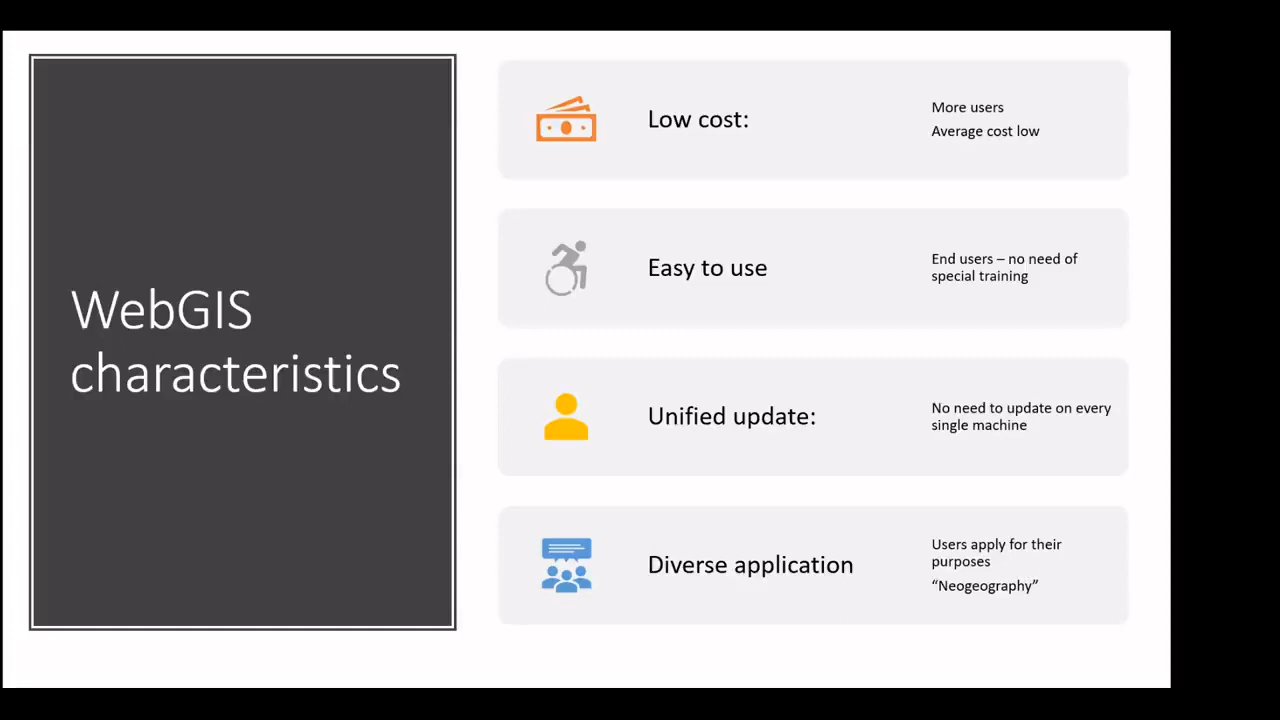 WebGIS
characteristics
Low cost:
More users
Average cost low
Easy to use
End users – no need of
special training
Unified update:
No need to update on every
single machine
Diverse application
Users apply for their
purposes
“Neogeography”